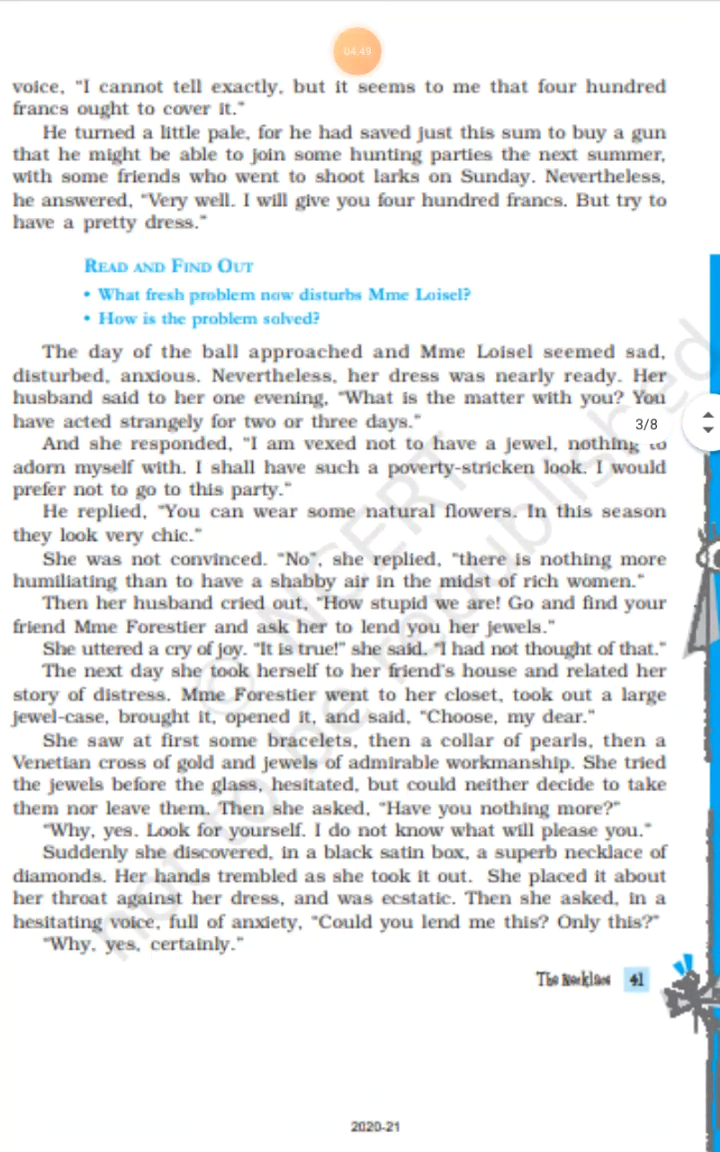 04:49
voice, "I cannot tell exactly, but it seems to me that four hundred
francs ought to cover it."
He turned a little pale, for he had saved just this sum to buy a gun
that he might be able to join some hunting parties the next summer,
with some friends who went to shoot larks on Sunday. Nevertheless,
he answered, "Very well. I will give you four hundred francs. But try to
have a pretty dress."
READ AND FIND OUT
• What fresh problem now disturbs Mme Loisel?
• How is the problem solved?
The day of the ball approached and Mme Loisel seemed sad,
disturbed, anxious. Nevertheless, her dress was nearly ready. Her
husband said to her one evening, "What is the matter with you? You
have acted strangely for two or three days."
3/8
And she responded, "I am vexed not to have a jewel, nothing to
adorn myself with. I shall have such a poverty-stricken look. I would
prefer not to go to this party."
He replied, "You can wear some natural flowers. In this season
they look very chic."
She was not convinced. "No", she replied, "there is nothing more
humiliating than to have a shabby air in the midst of rich women."
Then her husband cried out, "How stupid we are! Go and find your
friend Mme Forestier and ask her to lend you her jewels."
She uttered a cry of joy. "It is true!" she said. "I had not thought of that."
The next day she took herself to her friend's house and related her
story of distress. Mme Forestier went to her closet, took out a large
jewel-case, brought it, opened it, and said, "Choose, my dear."
She saw at first some bracelets, then a collar of pearls, then a
Venetian cross of gold and jewels of admirable workmanship. She tried
the jewels before the glass, hesitated, but could neither decide to take
them nor leave them. Then she asked, "Have you nothing more?"
"Why, yes. Look for yourself. I do not know what will please you."
Suddenly she discovered, in a black satin box, a superb necklace of
diamonds. Her hands trembled as she took it out. She placed it about
her throat against her dress, and was ecstatic. Then she asked, in a
hesitating voice, full of anxiety, "Could you lend me this? Only this?"
"Why, yes, certainly."
The Necklace 41
2020-21
© NCERT
not to be republished